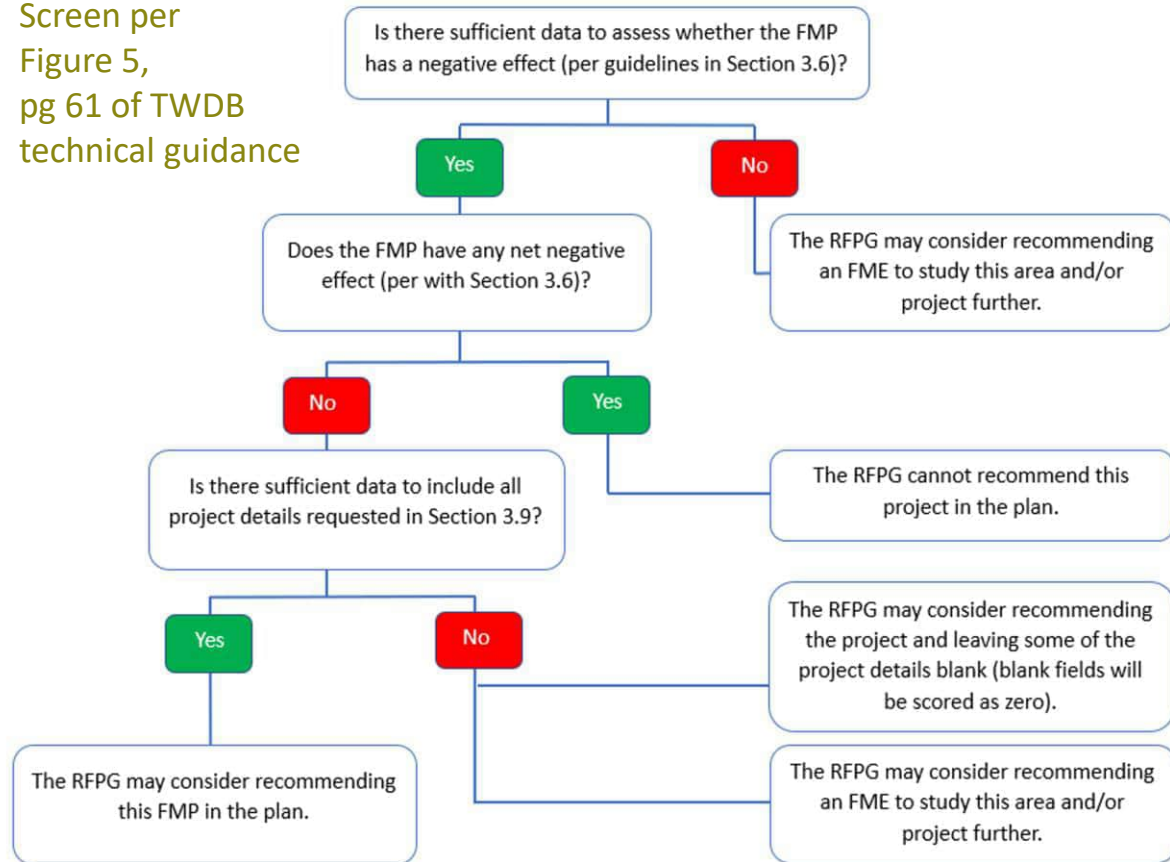 Screen per
Figure 5,
pg 61 of TWDB
technical guidance
Is there sufficient data to assess whether the FMP
has a negative effect (per guidelines in Section 3.6)?
Yes
No
Does the FMP have any net negative
effect (per with Section 3.6)?
The RFPG may consider recommending
an FME to study this area and/or
project further.
No
Yes
Is there sufficient data to include all
project details requested in Section 3.9?
The RFPG cannot recommend this
project in the plan.
Yes
No
The RFPG may consider recommending
the project and leaving some of the
project details blank (blank fields will
be scored as zero).
The RFPG may consider recommending
this FMP in the plan.
The RFPG may consider recommending
an FME to study this area and/or
project further.